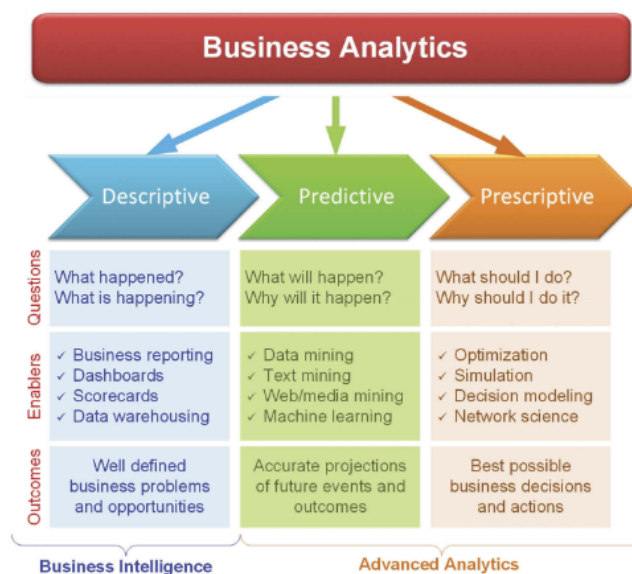 Business Analytics
Descriptive
Predictive
Prescriptive
Questions
What happened?
What is happening?
What will happen?
Why will it happen?
What should I do?
Why should I do it?
Enablers
✓ Business reporting
✓ Dashboards
✓ Scorecards
✓ Data warehousing
✓ Data mining
✓ Text mining
✓ Web/media mining
✓ Machine learning
✓ Optimization
✓ Simulation
✓ Decision modeling
✓ Network science
Outcomes
Well defined
business problems
and opportunities
Accurate projections
of future events and
outcomes
Best possible
business decisions
and actions
Business Intelligence
Advanced Analytics